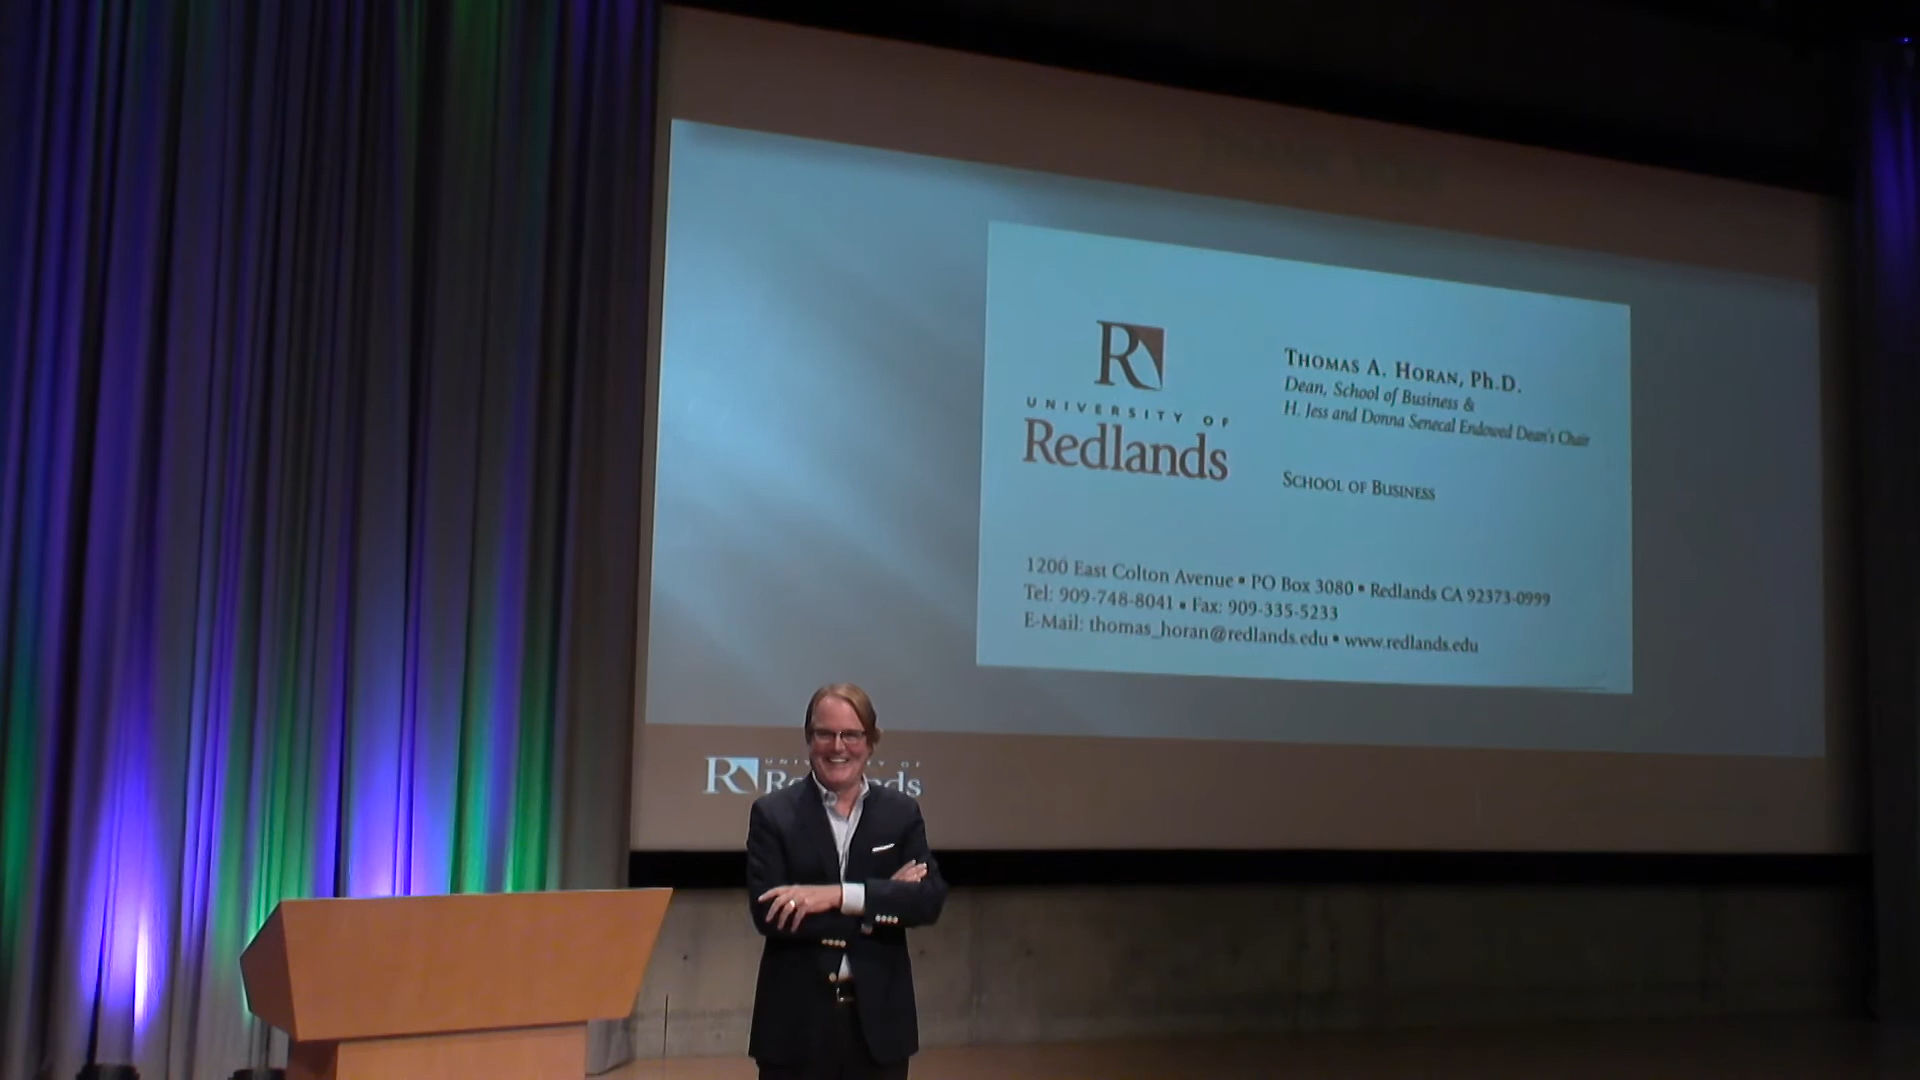 R
UNIVERSITY OF
Redlands
THOMAS A. HORAN, Ph.D.
Dean, School of Business &
H. Jess and Donna Senecal Endowed Dean's Chair
SCHOOL OF BUSINESS
1200 East Colton Avenue ▪ PO Box 3080 ▪ Redlands CA 92373-0999
Tel: 909-748-8041 ▪ Fax: 909-335-5233
E-Mail: thomas_horan@redlands.edu ▪ www.redlands.edu
R